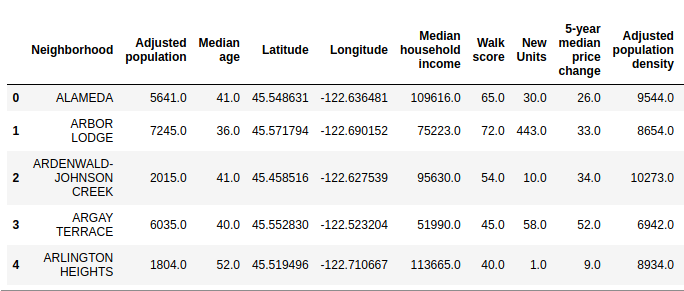 Neighborhood Adjusted population Median age Latitude Longitude Median household income Walk score New Units 5-year median price change Adjusted population density
0 ALAMEDA 5641.0 41.0 45.548631 -122.636481 109616.0 65.0 30.0 26.0 9544.0
1 ARBOR LODGE 7245.0 36.0 45.571794 -122.690152 75223.0 72.0 443.0 33.0 8654.0
2 ARDENWALD-JOHNSON CREEK 2015.0 41.0 45.458516 -122.627539 95630.0 54.0 10.0 34.0 10273.0
3 ARGAY TERRACE 6035.0 40.0 45.552830 -122.523204 51990.0 45.0 58.0 52.0 6942.0
4 ARLINGTON HEIGHTS 1804.0 52.0 45.519496 -122.710667 113665.0 40.0 1.0 9.0 8934.0